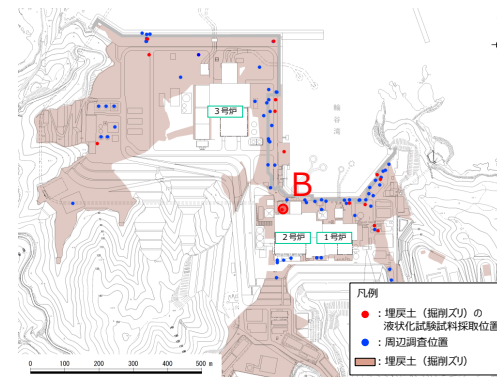 3号炉
輪谷湾
B
2号炉
1号炉
凡例
：埋戻土（掘削ズリ）の
液状化試験試料採取位置
：周辺調査位置
：埋戻土（掘削ズリ）
0 100 200 300 400 500 m